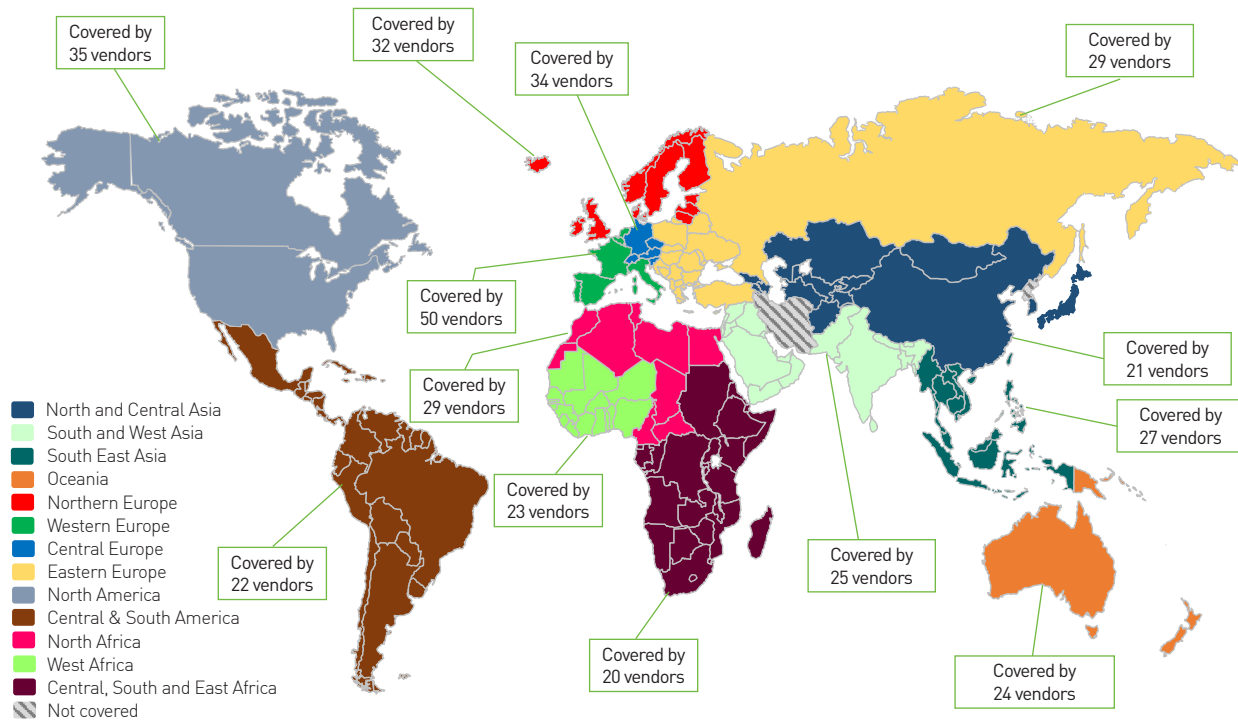 Covered by
35 vendors
Covered by
32 vendors
Covered by
34 vendors
Covered by
29 vendors
Covered by
50 vendors
Covered by
29 vendors
Covered by
21 vendors
Covered by
27 vendors
Covered by
23 vendors
Covered by
22 vendors
Covered by
25 vendors
Covered by
20 vendors
Covered by
24 vendors
North and Central Asia
South and West Asia
South East Asia
Oceania
Northern Europe
Western Europe
Central Europe
Eastern Europe
North America
Central & South America
North Africa
West Africa
Central, South and East Africa
Not covered